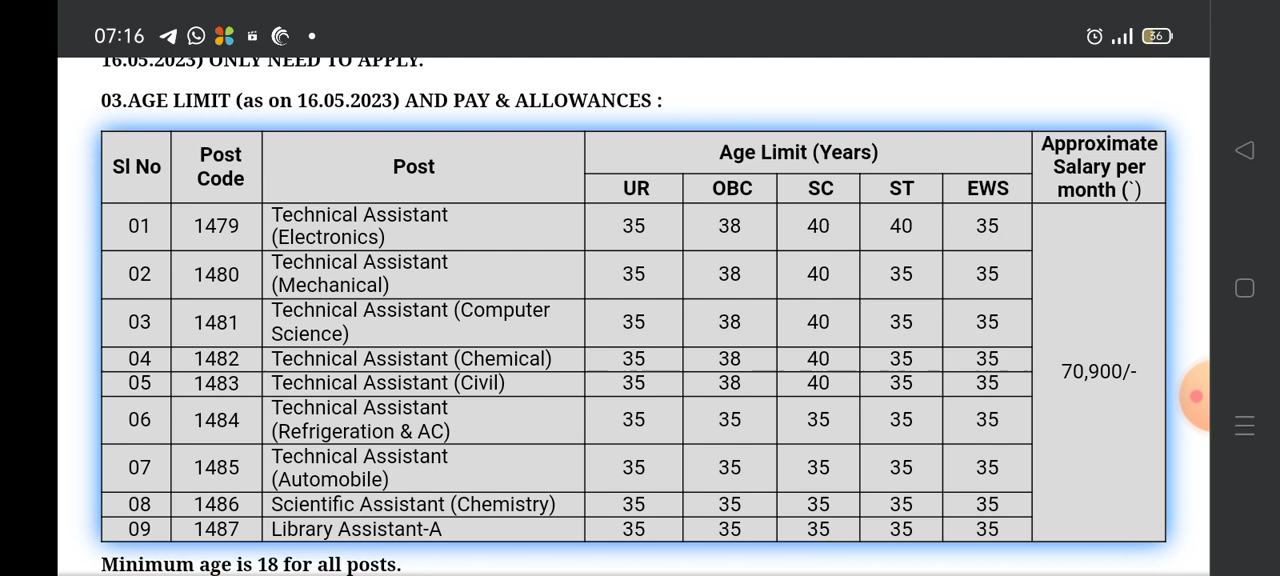 07:16
36
16.05.2023) ONLY NEED TO APPLY.
03.AGE LIMIT (as on 16.05.2023) AND PAY & ALLOWANCES :
Sl No Post Code Post Age Limit (Years) Approximate Salary per month (`)
UR OBC SC ST EWS
01 1479 Technical Assistant (Electronics) 35 38 40 40 35
02 1480 Technical Assistant (Mechanical) 35 38 40 35 35
03 1481 Technical Assistant (Computer Science) 35 38 40 35 35
04 1482 Technical Assistant (Chemical) 35 38 40 35 35
70,900/-
05 1483 Technical Assistant (Civil) 35 38 40 35 35
06 1484 Technical Assistant (Refrigeration & AC) 35 35 35 35 35
07 1485 Technical Assistant (Automobile) 35 35 35 35 35
08 1486 Scientific Assistant (Chemistry) 35 35 35 35 35
09 1487 Library Assistant-A 35 35 35 35 35
Minimum age is 18 for all posts.